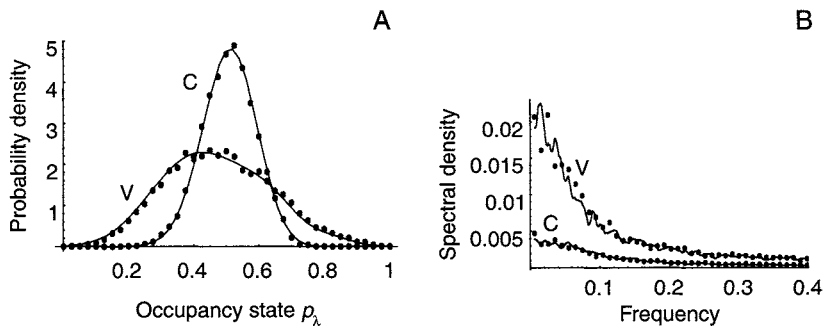 A
Probability density
5
4
3
2
1
C
V
0.2
0.4
0.6
0.8
1
Occupancy state pλ
B
Spectral density
0.02
0.015
0.01
0.005
V
C
0.1
0.2
0.3
0.4
Frequency